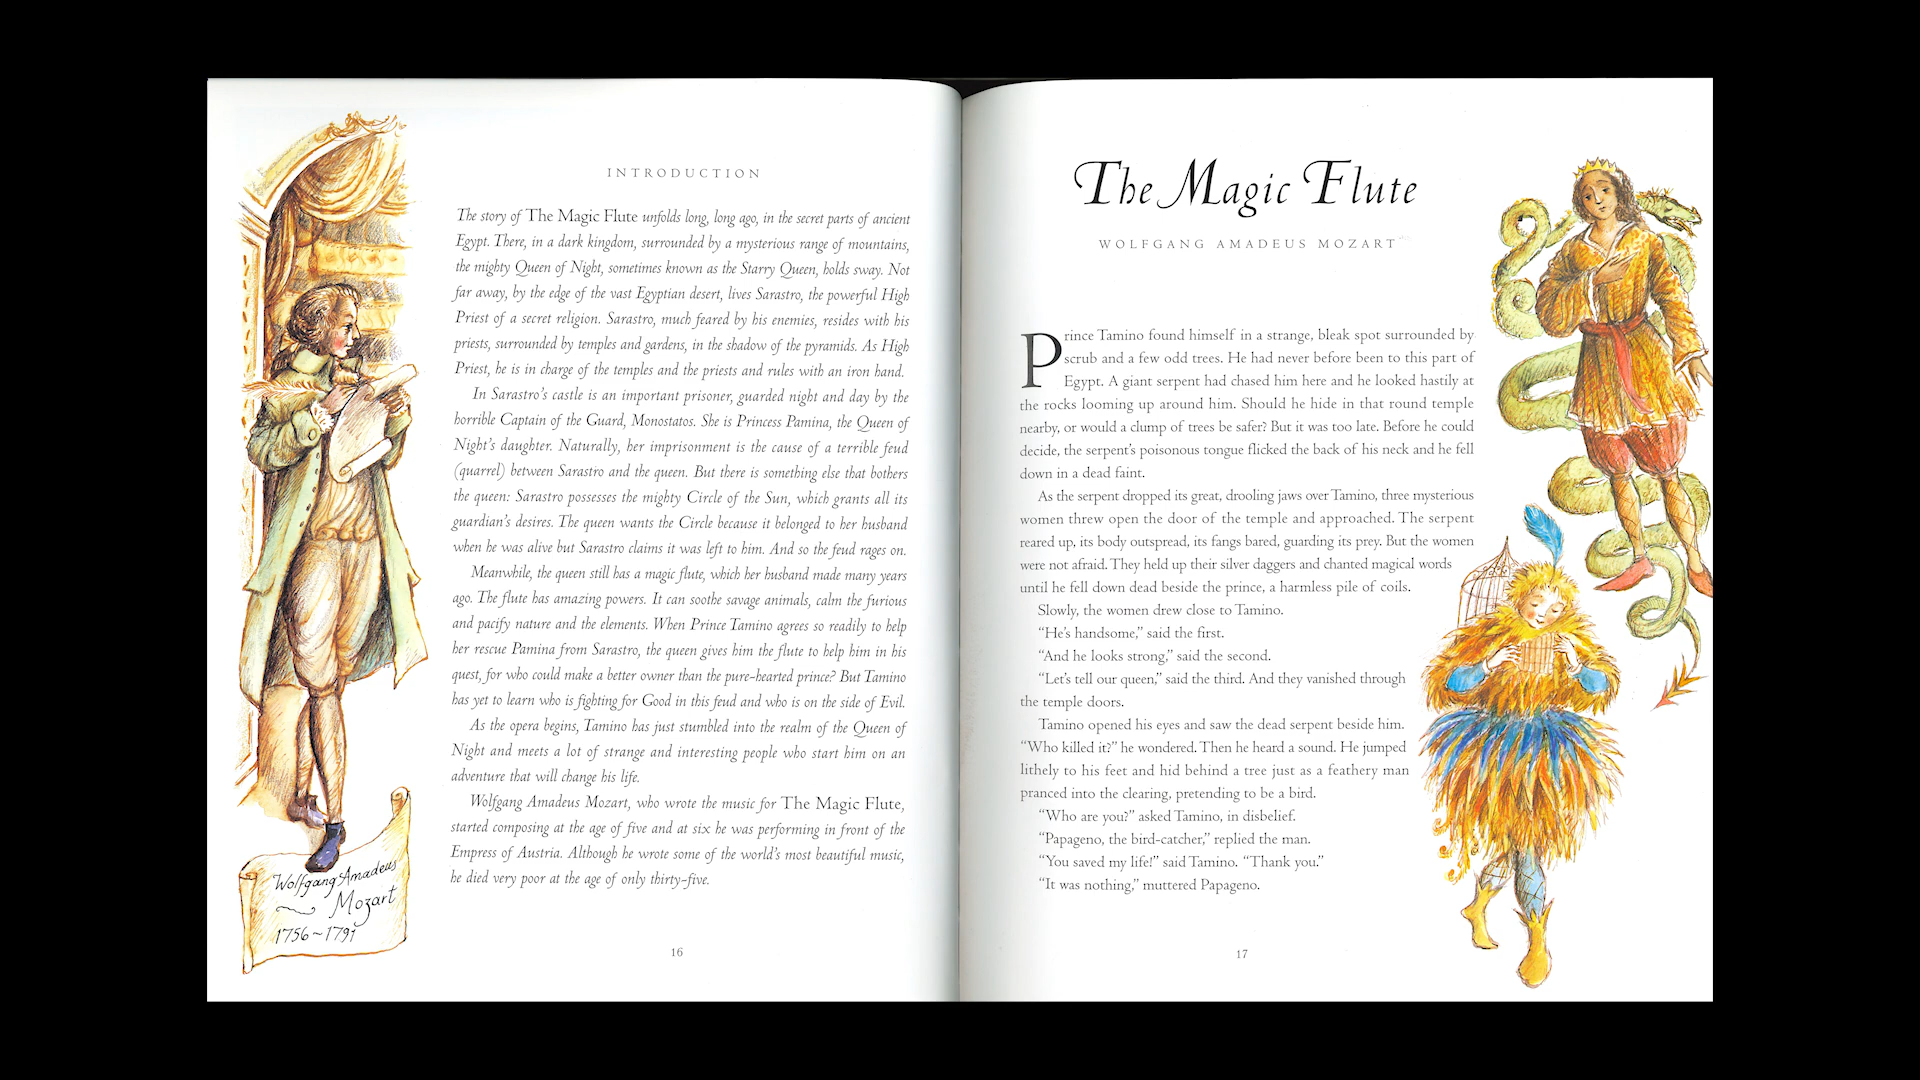 INTRODUCTION
The story of The Magic Flute unfolds long, long ago, in the secret parts of ancient
Egypt. There, in a dark kingdom, surrounded by a mysterious range of mountains,
the mighty Queen of Night, sometimes known as the Starry Queen, holds sway. Not
far away, by the edge of the vast Egyptian desert, lives Sarastro, the powerful High
Priest of a secret religion. Sarastro, much feared by his enemies, resides with his
priests, surrounded by temples and gardens, in the shadow of the pyramids. As High
Priest, he is in charge of the temples and the priests and rules with an iron hand.
In Sarastro's castle is an important prisoner, guarded night and day by the
horrible Captain of the Guard, Monostatos. She is Princess Pamina, the Queen of
Night's daughter. Naturally, her imprisonment is the cause of a terrible feud
(quarrel) between Sarastro and the queen. But there is something else that bothers
the queen: Sarastro possesses the mighty Circle of the Sun, which grants all its
guardian's desires. The queen wants the Circle because it belonged to her husband
when he was alive but Sarastro claims it was left to him. And so the feud rages on.
Meanwhile, the queen still has a magic flute, which her husband made many years
ago. The flute has amazing powers. It can soothe savage animals, calm the furious
and pacify nature and the elements. When Prince Tamino agrees so readily to help
her rescue Pamina from Sarastro, the queen gives him the flute to help him in his
quest, for who could make a better owner than the pure-hearted prince? But Tamino
has yet to learn who is fighting for Good in this feud and who is on the side of Evil.
As the opera begins, Tamino has just stumbled into the realm of the Queen of
Night and meets a lot of strange and interesting people who start him on an
adventure that will change his life.
Wolfgang Amadeus Mozart, who wrote the music for The Magic Flute,
started composing at the age of five and at six he was performing in front of the
Empress of Austria. Although he wrote some of the world's most beautiful music,
he died very poor at the age of only thirty-five.
Wolfgang Amadeus
Mozart
1756~1791
16
The Magic Flute
WOLFGANG AMADEUS MOZART
Prince Tamino found himself in a strange, bleak spot surrounded by
scrub and a few odd trees. He had never before been to this part of
Egypt. A giant serpent had chased him here and he looked hastily at
the rocks looming up around him. Should he hide in that round temple
nearby, or would a clump of trees be safer? But it was too late. Before he could
decide, the serpent's poisonous tongue flicked the back of his neck and he fell
down in a dead faint.
As the serpent dropped its great, drooling jaws over Tamino, three mysterious
women threw open the door of the temple and approached. The serpent
reared up, its body outspread, its fangs bared, guarding its prey. But the women
were not afraid. They held up their silver daggers and chanted magical words
until he fell down dead beside the prince, a harmless pile of coils.
Slowly, the women drew close to Tamino.
“He's handsome,” said the first.
“And he looks strong,” said the second.
“Let's tell our queen,” said the third. And they vanished through
the temple doors.
Tamino opened his eyes and saw the dead serpent beside him.
“Who killed it?” he wondered. Then he heard a sound. He jumped
lithely to his feet and hid behind a tree just as a feathery man
pranced into the clearing, pretending to be a bird.
“Who are you?” asked Tamino, in disbelief.
“Papageno, the bird-catcher,” replied the man.
“You saved my life!” said Tamino. “Thank you.”
“It was nothing,” muttered Papageno.
17